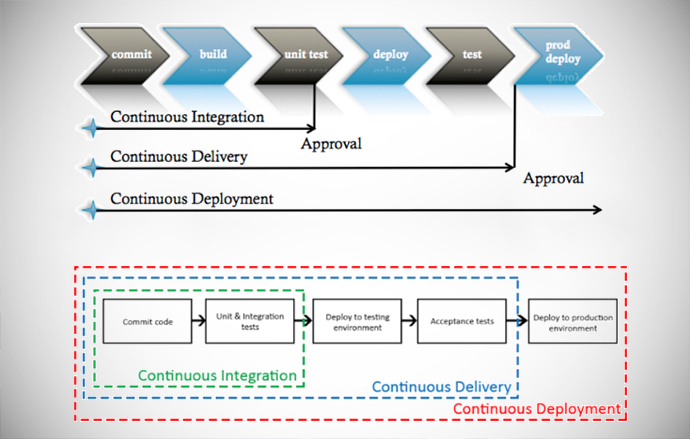 commit
build
unit test
deploy
test
prod
deploy
Continuous Integration
Approval
Continuous Delivery
Approval
Continuous Deployment
Commit code
Unit & Integration
tests
Deploy to testing
environment
Acceptance tests
Deploy to production
environment
Continuous Integration
Continuous Delivery
Continuous Deployment